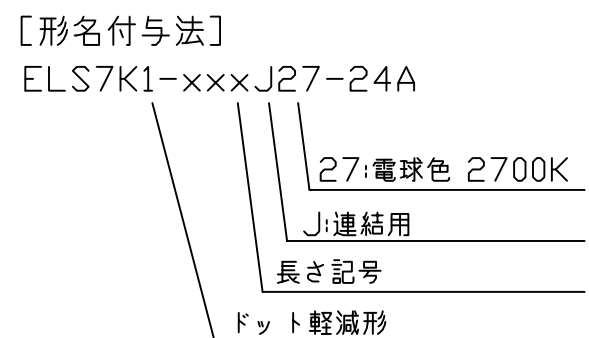 [形名付与法]
ELS7K1-xxxJ27-24A
27:電球色 2700K
J:連結用
長さ記号
ドット軽減形